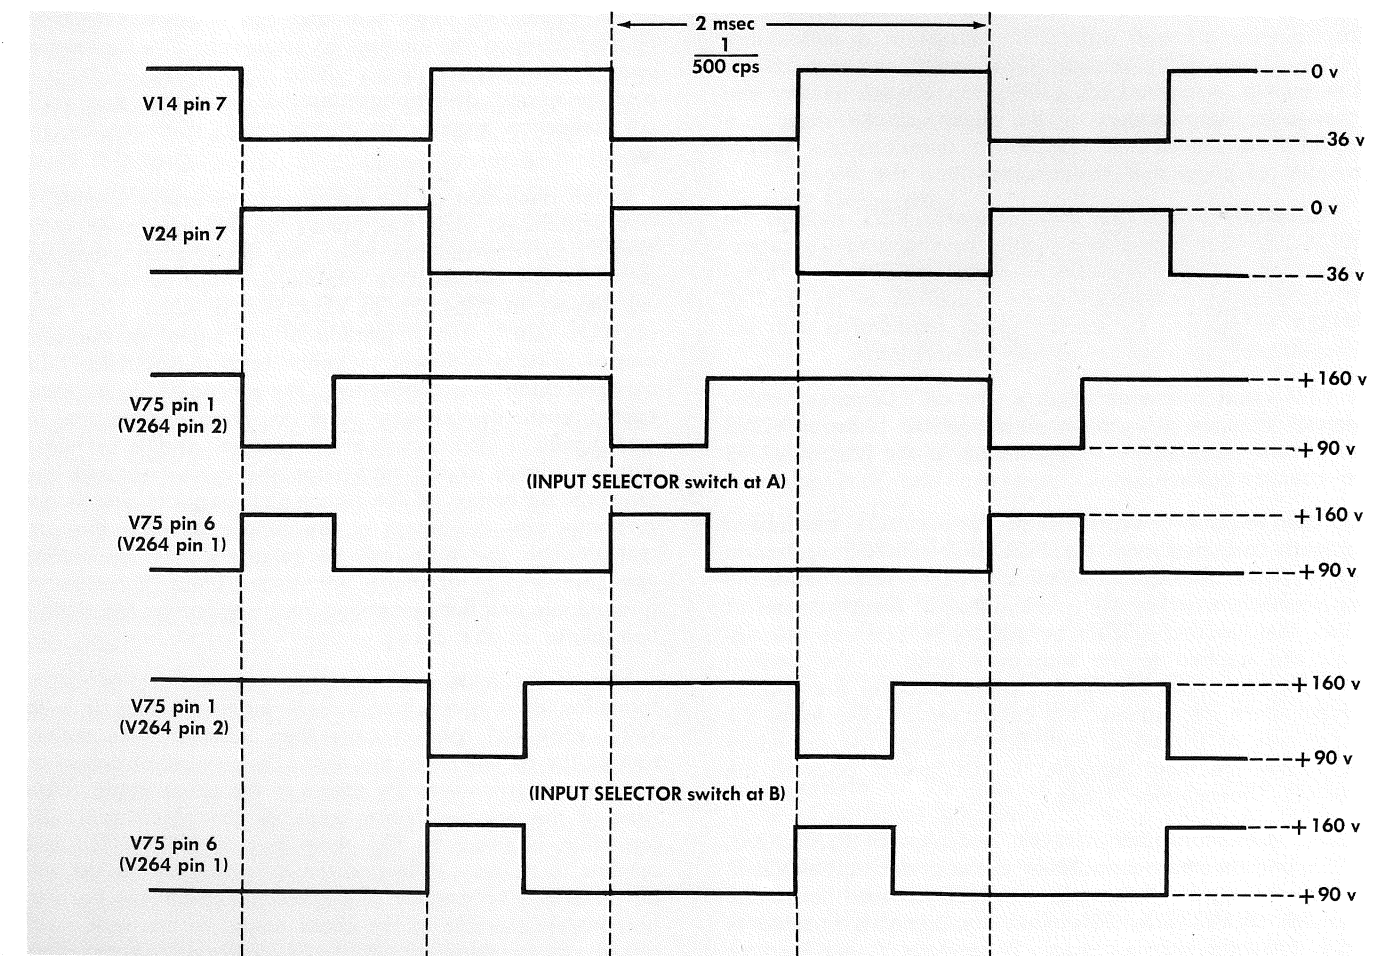 2 msec
1
500 cps
V14 pin 7
0 v
—36 v
V24 pin 7
0 v
—36 v
V75 pin 1
(V264 pin 2)
+160 v
+90 v
(INPUT SELECTOR switch at A)
V75 pin 6
(V264 pin 1)
+160 v
+90 v
V75 pin 1
(V264 pin 2)
+160 v
+90 v
(INPUT SELECTOR switch at B)
V75 pin 6
(V264 pin 1)
+160 v
+90 v